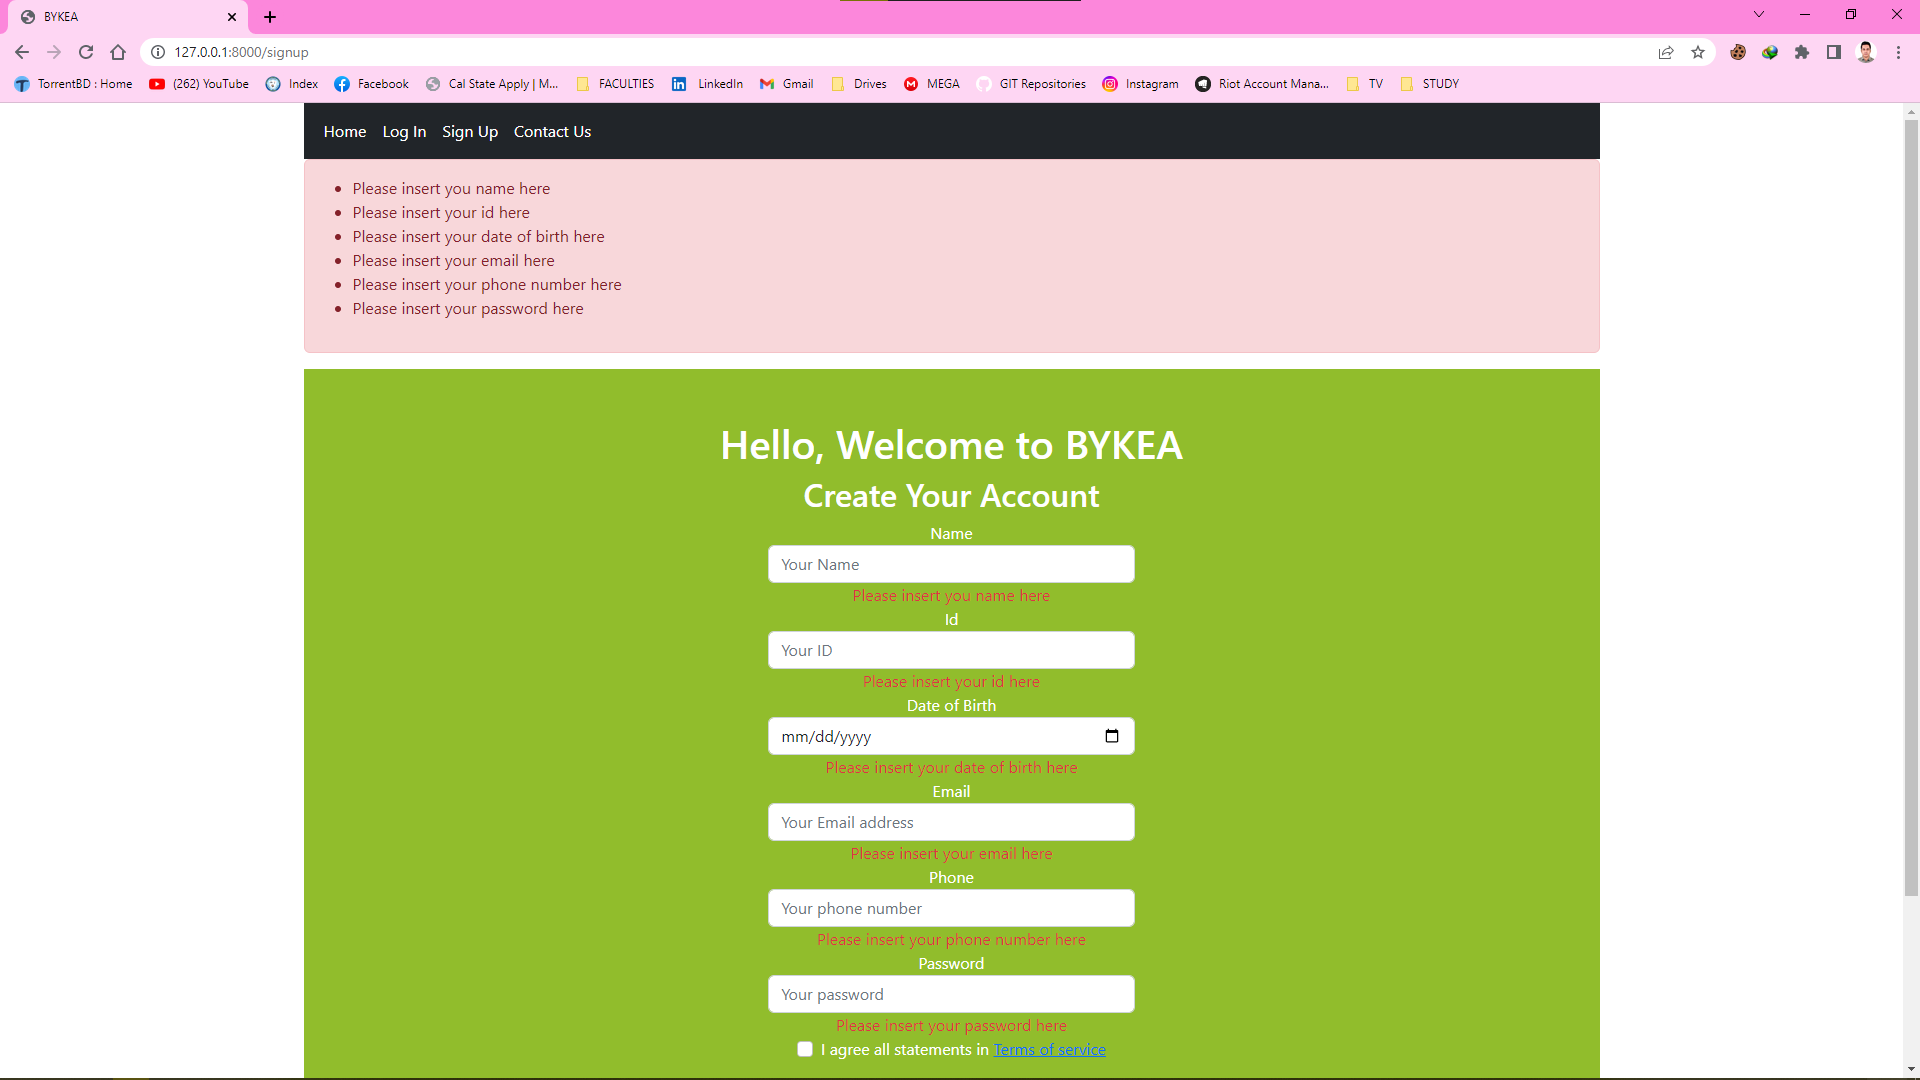 BYKEA
127.0.0.1:8000/signup
TorrentBD : Home (262) YouTube Index Facebook Cal State Apply | M... FACULTIES LinkedIn Gmail Drives MEGA GIT Repositories Instagram Riot Account Mana... TV STUDY
Home Log In Sign Up Contact Us
Please insert you name here
Please insert your id here
Please insert your date of birth here
Please insert your email here
Please insert your phone number here
Please insert your password here
Hello, Welcome to BYKEA
Create Your Account
Name
Your Name
Please insert you name here
Id
Your ID
Please insert your id here
Date of Birth
mm/dd/yyyy
Please insert your date of birth here
Email
Your Email address
Please insert your email here
Phone
Your phone number
Please insert your phone number here
Password
Your password
Please insert your password here
I agree all statements in Terms of service